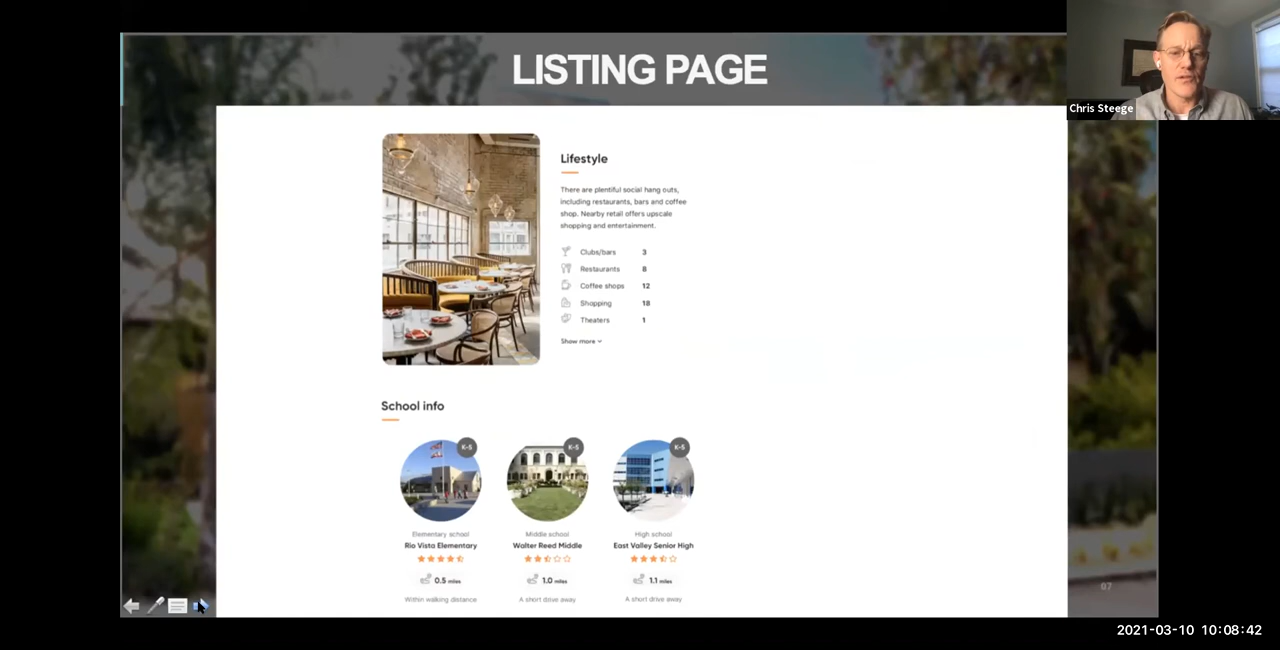 LISTING PAGE
Chris Steege
Lifestyle
There are plentiful social hang outs,
including restaurants, bars and coffee
shop. Nearby retail offers upscale
shopping and entertainment.
Clubs/bars 3
Restaurants 8
Coffee shops 12
Shopping 18
Theaters 1
Show more
School info
K-5 K-5 K-5
Elementary school Middle school High school
Rio Vista Elementary Walter Reed Middle East Valley Senior High
0.5 miles 1.0 miles 1.1 miles
Within walking distance A short drive away A short drive away
07
2021-03-10 10:08:42